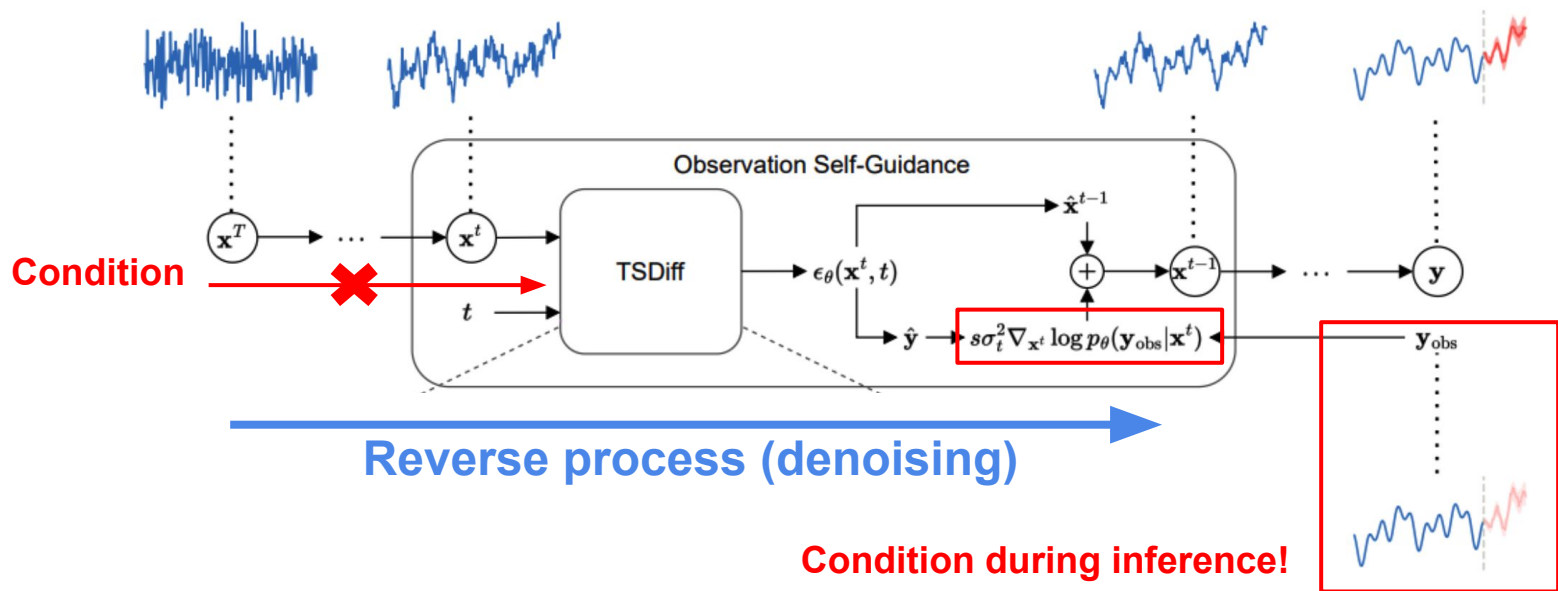 Observation Self-Guidance
x^T ... x^t
TSDiff
ε_θ(x^t, t)
x̂^{t-1}
+
x^{t-1} ... y
Condition
t
ŷ
sσ_t^2 ∇_{x^t} log p_θ(y_obs|x^t)
y_obs
Reverse process (denoising)
Condition during inference!